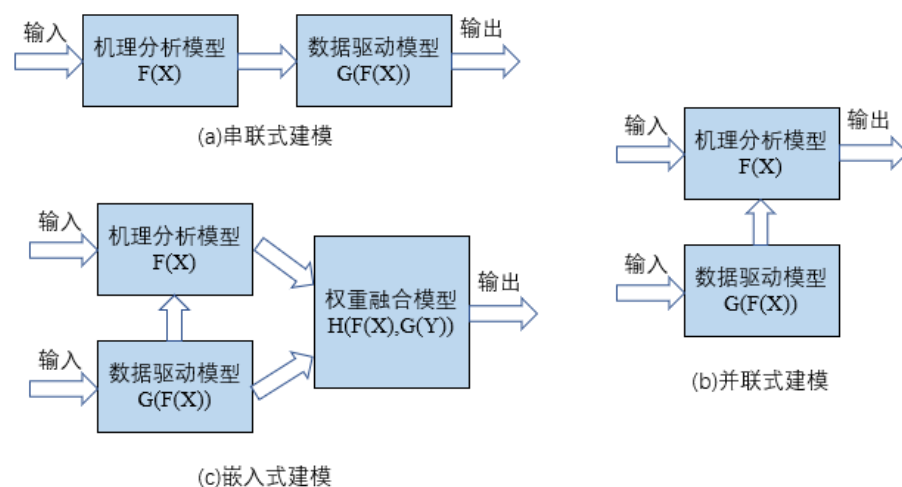 输入
机理分析模型
F(X)
数据驱动模型
G(F(X))
输出
(a)串联式建模
输入
机理分析模型
F(X)
输出
输入
数据驱动模型
G(F(X))
(b)并联式建模
输入
机理分析模型
F(X)
输入
数据驱动模型
G(F(X))
权重融合模型
H(F(X),G(Y))
输出
(c)嵌入式建模